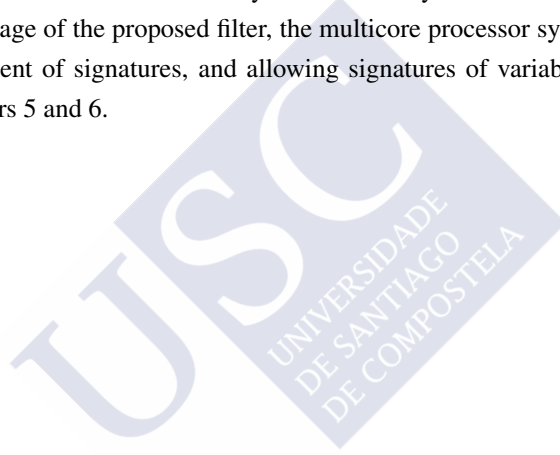 age of the proposed filter, the multicore processor sy
ent of signatures, and allowing signatures of variab
rs 5 and 6.
USC
UNIVERSIDADE
DE SANTIAGO
DE COMPOSTELA